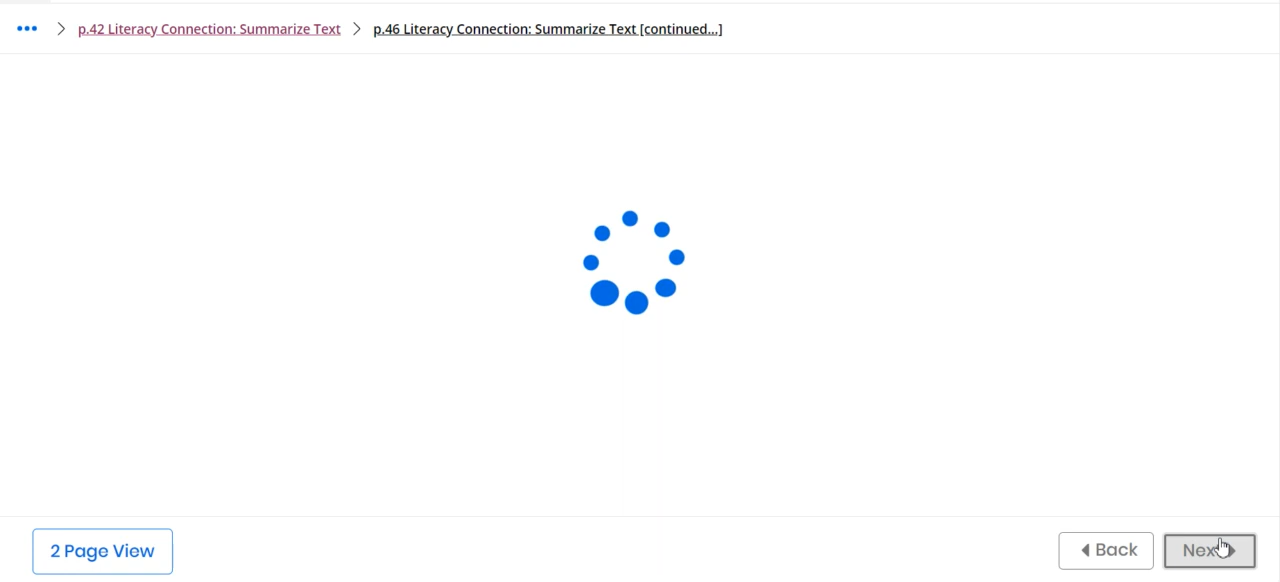 p.42 Literacy Connection: Summarize Text
p.46 Literacy Connection: Summarize Text [continued...]
2 Page View
Back
Next